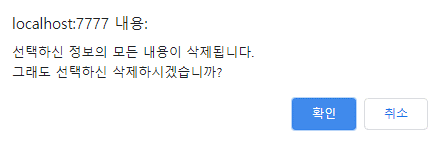 localhost:7777 내용:
선택하신 정보의 모든 내용이 삭제됩니다.
그래도 선택하신 삭제하시겠습니까?
확인
취소